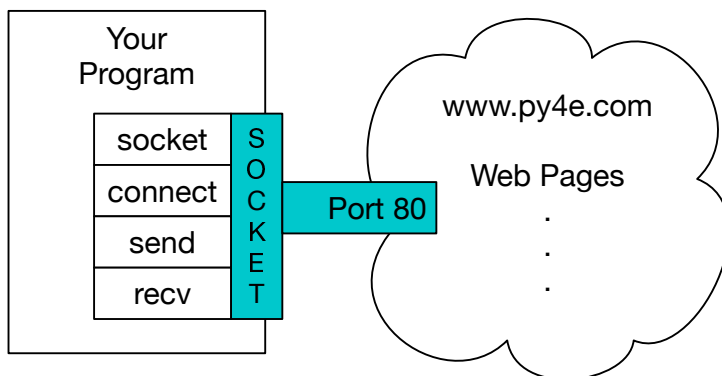 Your
Program
socket
connect
send
recv
S
O
C
K
E
T
Port 80
www.py4e.com
Web Pages
.
.
.